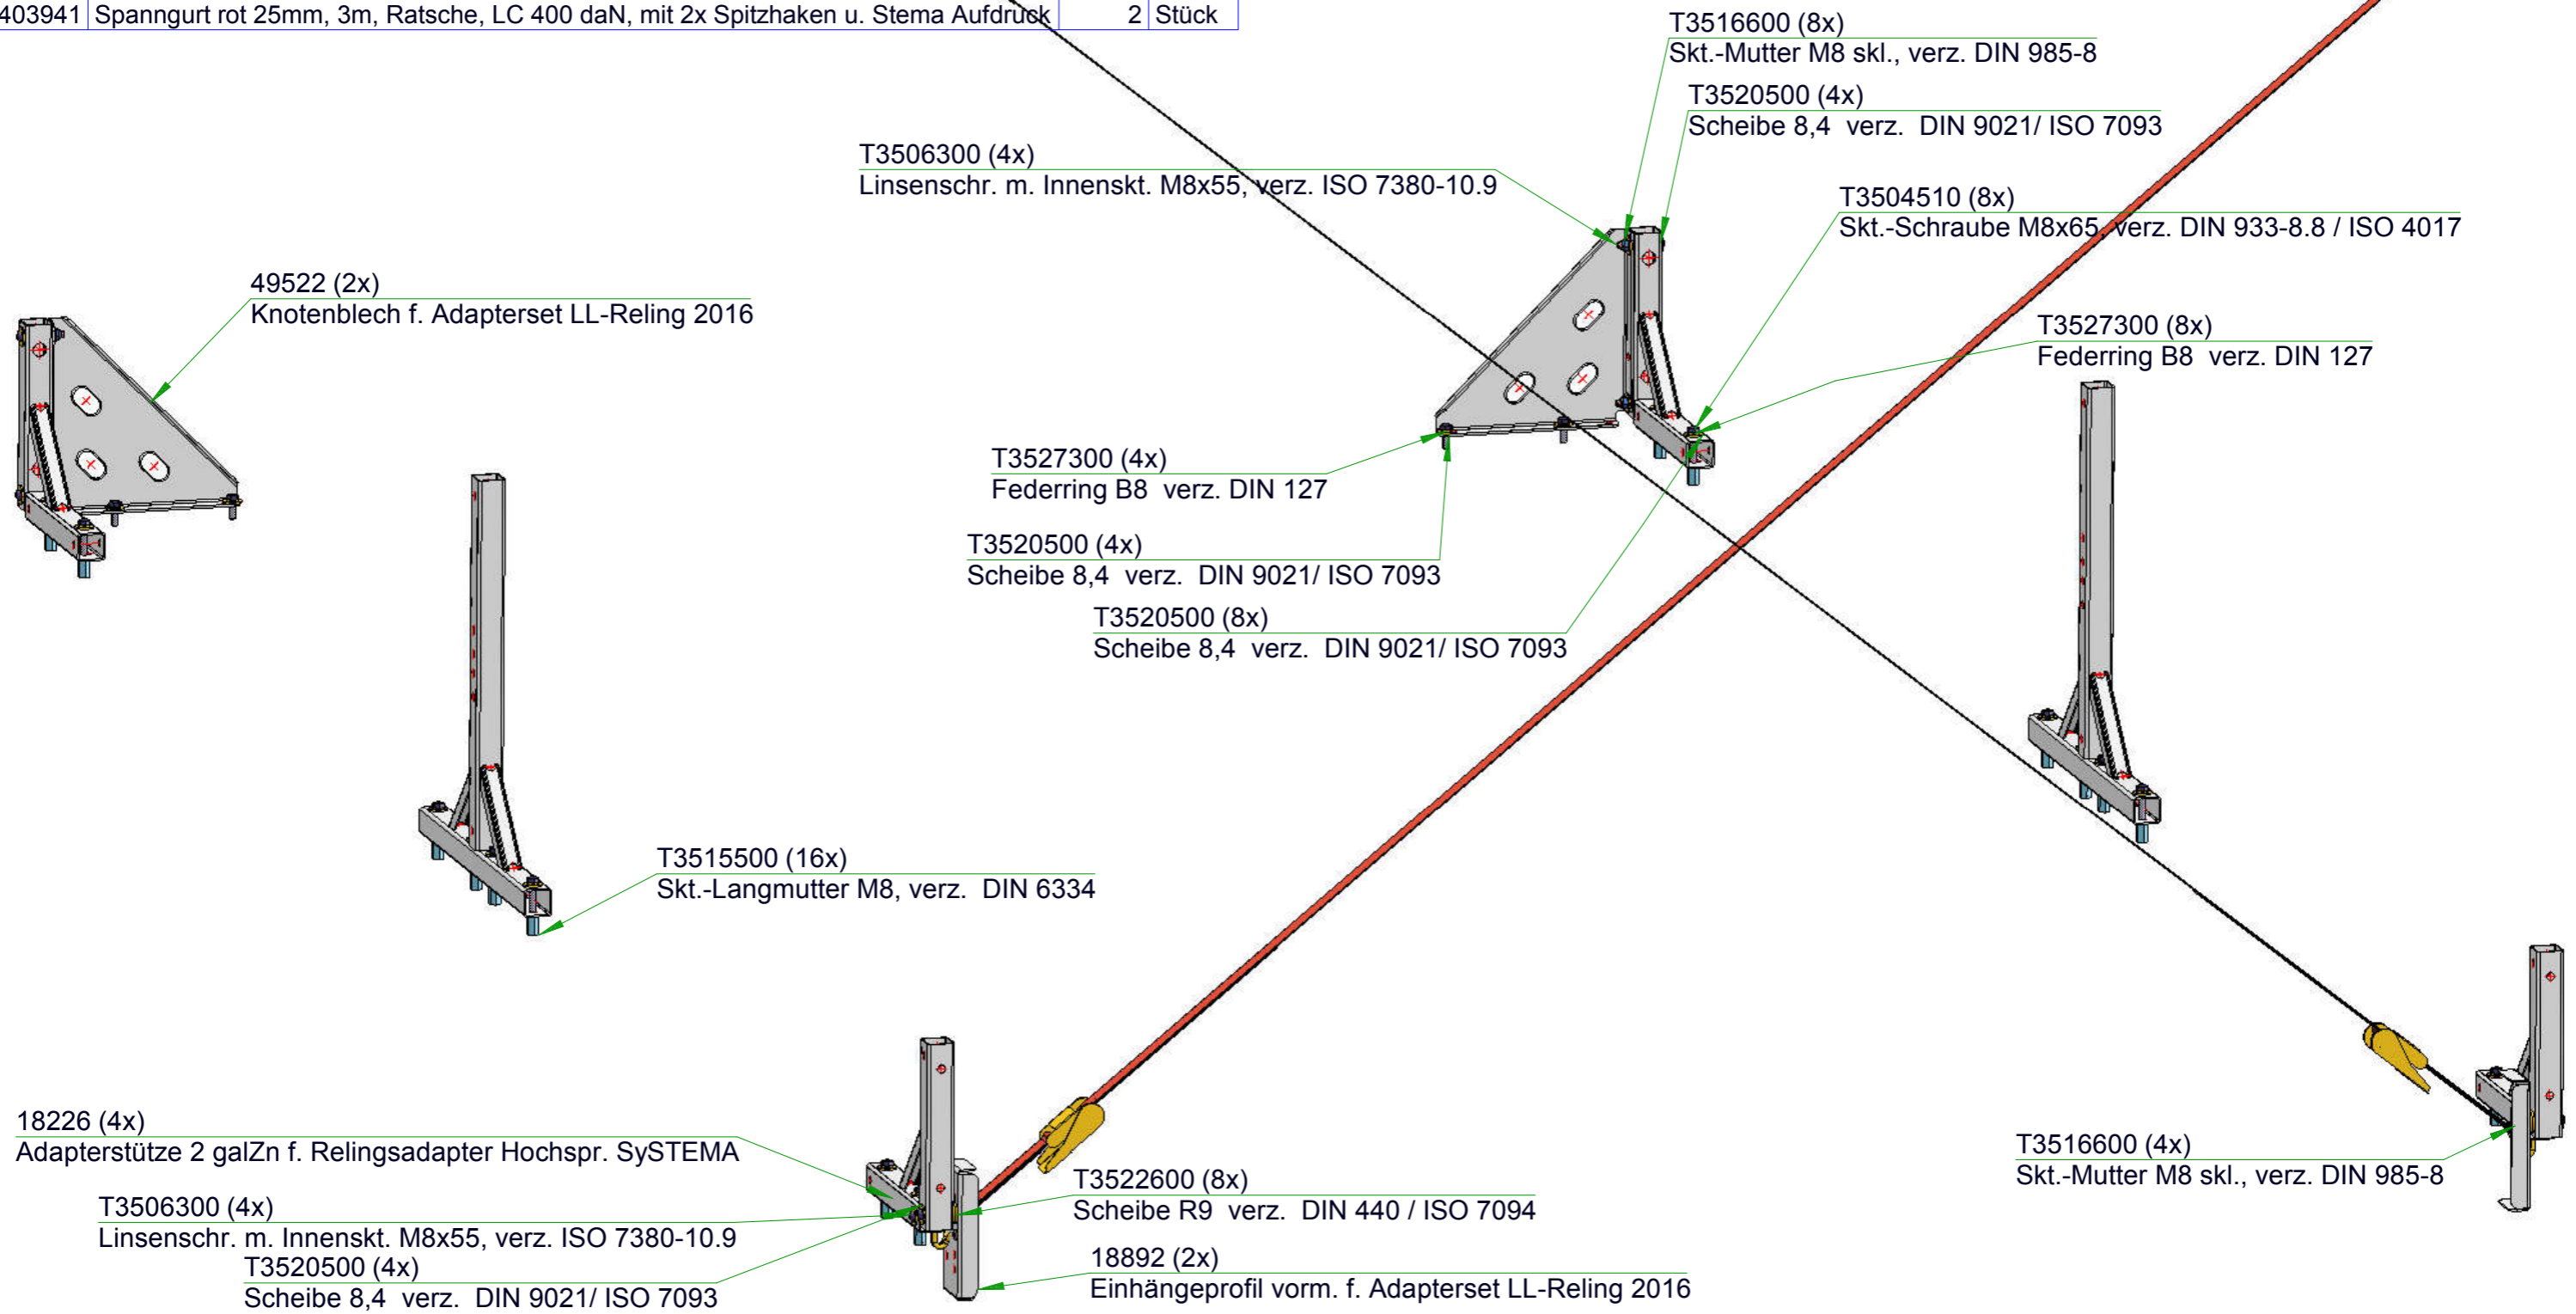 403941 Spanngurt rot 25mm, 3m, Ratsche, LC 400 daN, mit 2x Spitzhaken u. Stema Aufdruck 2 Stück
T3516600 (8x)
Skt.-Mutter M8 skl., verz. DIN 985-8
T3520500 (4x)
Scheibe 8,4 verz. DIN 9021/ ISO 7093
T3506300 (4x)
Linsenschr. m. Innenskt. M8x55, verz. ISO 7380-10.9
T3504510 (8x)
Skt.-Schraube M8x65, verz. DIN 933-8.8 / ISO 4017
49522 (2x)
Knotenblech f. Adapterset LL-Reling 2016
T3527300 (8x)
Federring B8 verz. DIN 127
T3527300 (4x)
Federring B8 verz. DIN 127
T3520500 (4x)
Scheibe 8,4 verz. DIN 9021/ ISO 7093
T3520500 (8x)
Scheibe 8,4 verz. DIN 9021/ ISO 7093
T3515500 (16x)
Skt.-Langmutter M8, verz. DIN 6334
18226 (4x)
Adapterstütze 2 galZn f. Relingsadapter Hochspr. SySTEMA
T3506300 (4x)
Linsenschr. m. Innenskt. M8x55, verz. ISO 7380-10.9
T3520500 (4x)
Scheibe 8,4 verz. DIN 9021/ ISO 7093
T3522600 (8x)
Scheibe R9 verz. DIN 440 / ISO 7094
18892 (2x)
Einhängeprofil vorm. f. Adapterset LL-Reling 2016
T3516600 (4x)
Skt.-Mutter M8 skl., verz. DIN 985-8